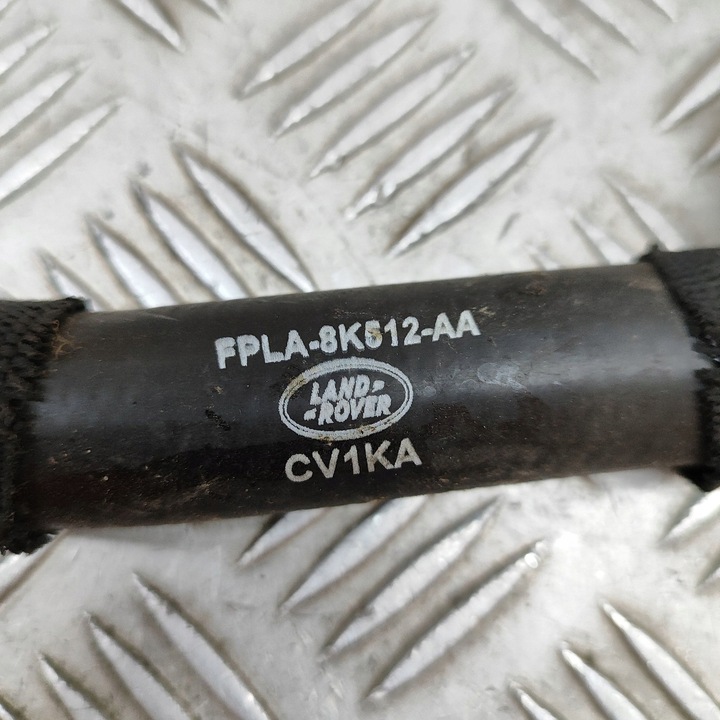 FPLA-8K512-AA
LAND-
-ROVER
CV1KA